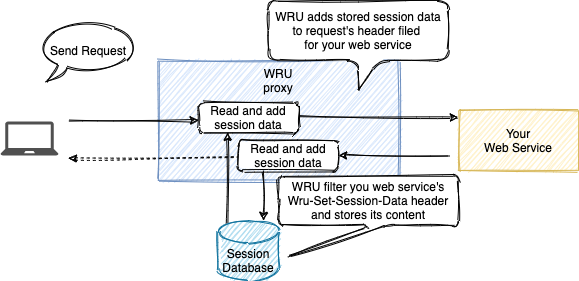 WRU adds stored session data
to request's header filed
for your web service
Send Request
WRU
proxy
Read and add
session data
Your
Web Service
Read and add
session data
WRU filter you web service's
Wru-Set-Session-Data header
and stores its content
Session
Database